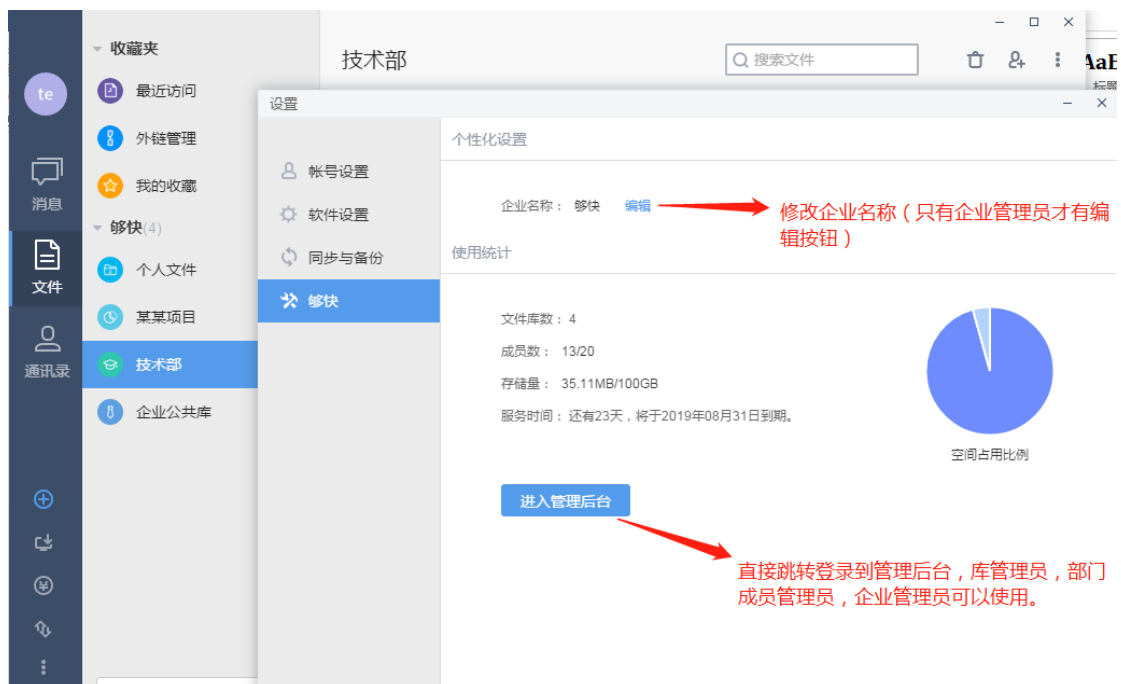 te
消息
文件
通讯录
收藏夹
最近访问
外链管理
我的收藏
够快(4)
个人文件
某某项目
技术部
企业公共库
技术部
搜索文件
AaB
标题
设置
帐号设置
软件设置
同步与备份
够快
个性化设置
企业名称： 够快 编辑
修改企业名称（只有企业管理员才有编
辑按钮）
使用统计
文件库数： 4
成员数： 13/20
存储量： 35.11MB/100GB
服务时间： 还有23天，将于2019年08月31日到期。
空间占用比例
进入管理后台
直接跳转登录到管理后台，库管理员，部门
成员管理员，企业管理员可以使用。